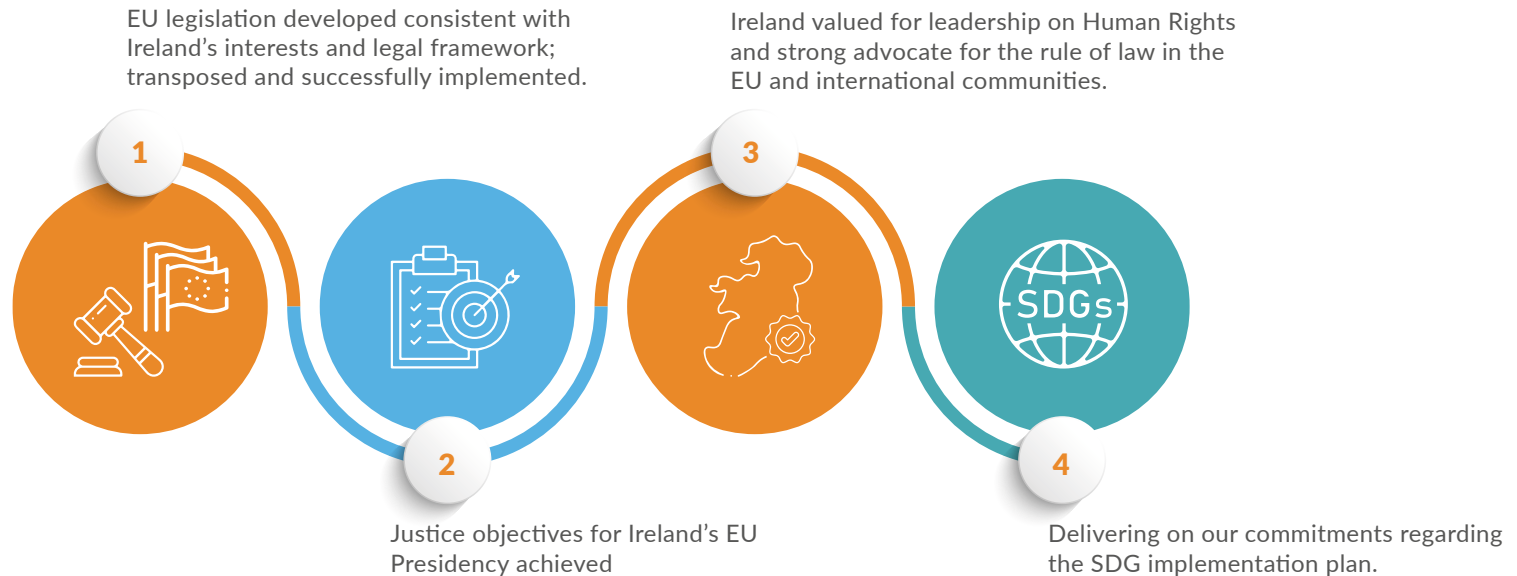 EU legislation developed consistent with
Ireland’s interests and legal framework;
transposed and successfully implemented.
1
Justice objectives for Ireland’s EU
Presidency achieved
2
Ireland valued for leadership on Human Rights
and strong advocate for the rule of law in the
EU and international communities.
3
SDGs
4
Delivering on our commitments regarding
the SDG implementation plan.